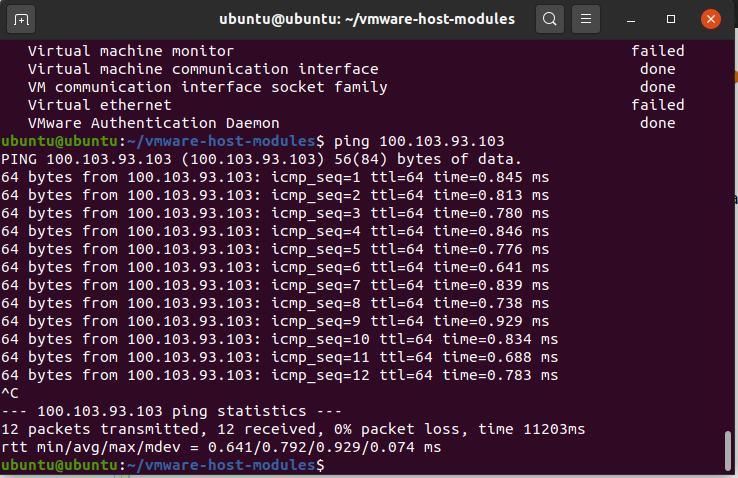 ubuntu@ubuntu: ~/vmware-host-modules
Virtual machine monitor failed
Virtual machine communication interface done
VM communication interface socket family done
Virtual ethernet failed
VMware Authentication Daemon done
ubuntu@ubuntu:~/vmware-host-modules$ ping 100.103.93.103
PING 100.103.93.103 (100.103.93.103) 56(84) bytes of data.
64 bytes from 100.103.93.103: icmp_seq=1 ttl=64 time=0.845 ms
64 bytes from 100.103.93.103: icmp_seq=2 ttl=64 time=0.813 ms
64 bytes from 100.103.93.103: icmp_seq=3 ttl=64 time=0.780 ms
64 bytes from 100.103.93.103: icmp_seq=4 ttl=64 time=0.846 ms
64 bytes from 100.103.93.103: icmp_seq=5 ttl=64 time=0.776 ms
64 bytes from 100.103.93.103: icmp_seq=6 ttl=64 time=0.641 ms
64 bytes from 100.103.93.103: icmp_seq=7 ttl=64 time=0.839 ms
64 bytes from 100.103.93.103: icmp_seq=8 ttl=64 time=0.738 ms
64 bytes from 100.103.93.103: icmp_seq=9 ttl=64 time=0.929 ms
64 bytes from 100.103.93.103: icmp_seq=10 ttl=64 time=0.834 ms
64 bytes from 100.103.93.103: icmp_seq=11 ttl=64 time=0.688 ms
64 bytes from 100.103.93.103: icmp_seq=12 ttl=64 time=0.783 ms
^C
--- 100.103.93.103 ping statistics ---
12 packets transmitted, 12 received, 0% packet loss, time 11203ms
rtt min/avg/max/mdev = 0.641/0.792/0.929/0.074 ms
ubuntu@ubuntu:~/vmware-host-modules$